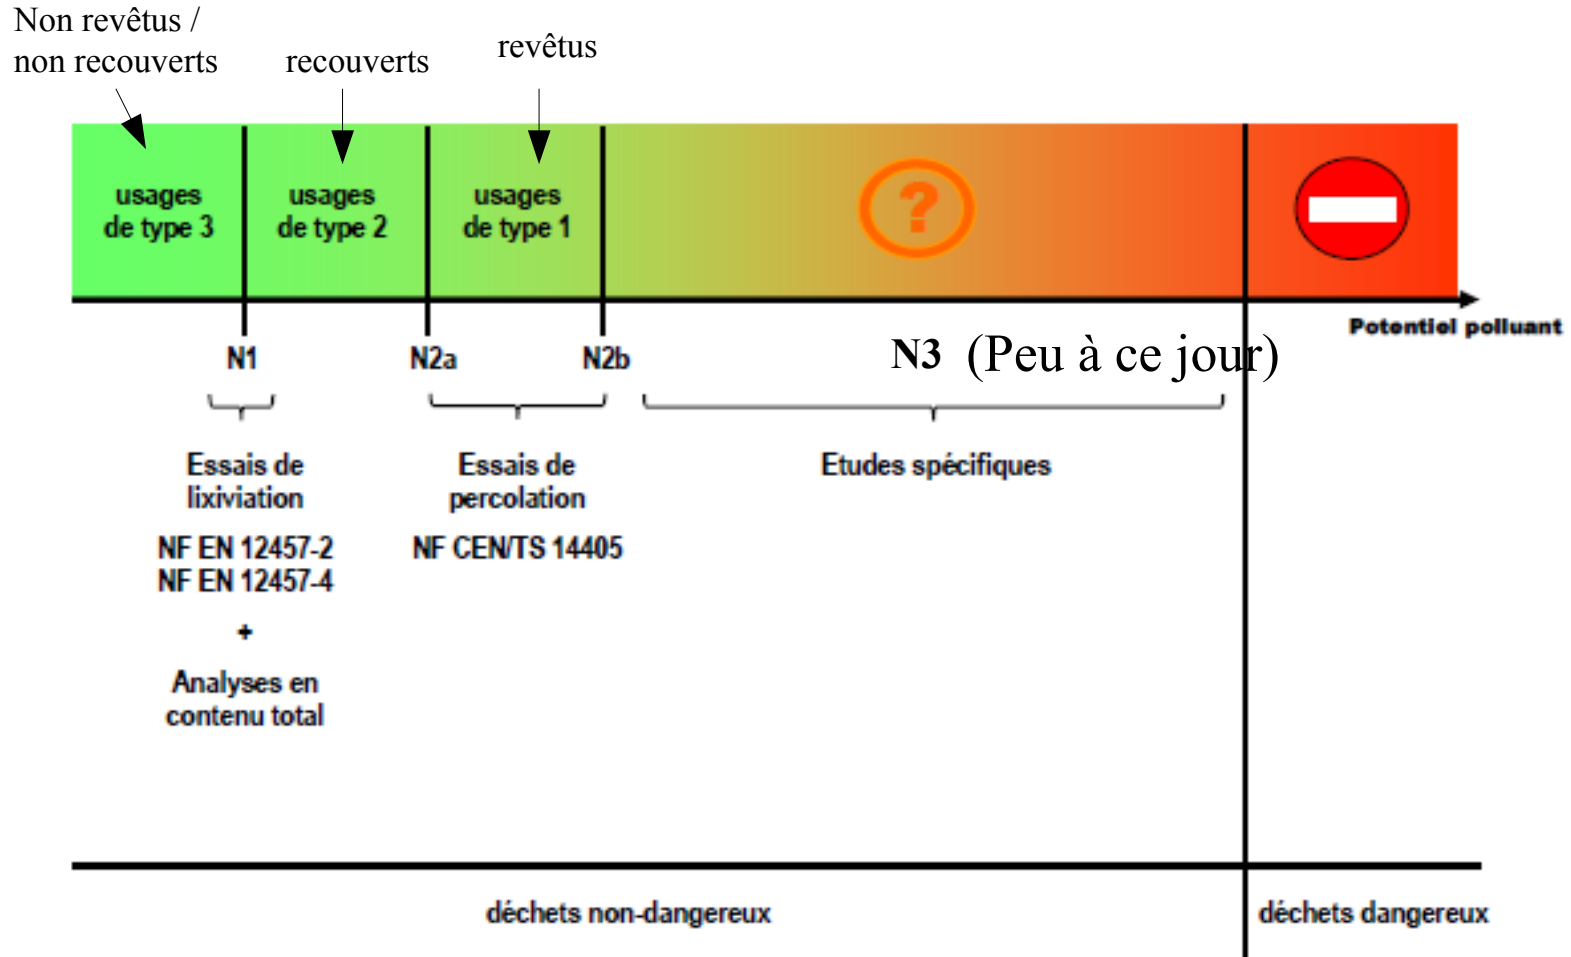 Non revêtus /
non recouverts
recouverts
revêtus
usages
de type 3
usages
de type 2
usages
de type 1
?
Potentiel polluant
N1
N2a
N2b
N3 (Peu à ce jour)
Essais de
lixiviation
NF EN 12457-2
NF EN 12457-4
+
Analyses en
contenu total
Essais de
percolation
NF CEN/TS 14405
Etudes spécifiques
déchets non-dangereux
déchets dangereux